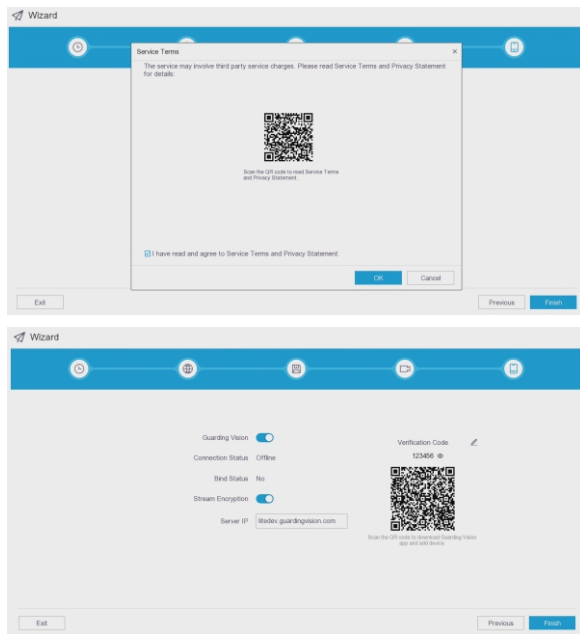 Wizard
Service Terms
×
The service may involve third party service charges. Please read Service Terms and Privacy Statement
for details:
Scan the QR code to read Service Terms
and Privacy Statement.
I have read and agree to Service Terms and Privacy Statement
OK
Cancel
Exit
Previous
Finish
Wizard
Guarding Vision
Verification Code
Connection Status Offline
123456
Bind Status No
Stream Encryption
Server IP litedev.guardingvision.com
Scan the QR code to download Guarding Vision
app and add device.
Exit
Previous
Finish